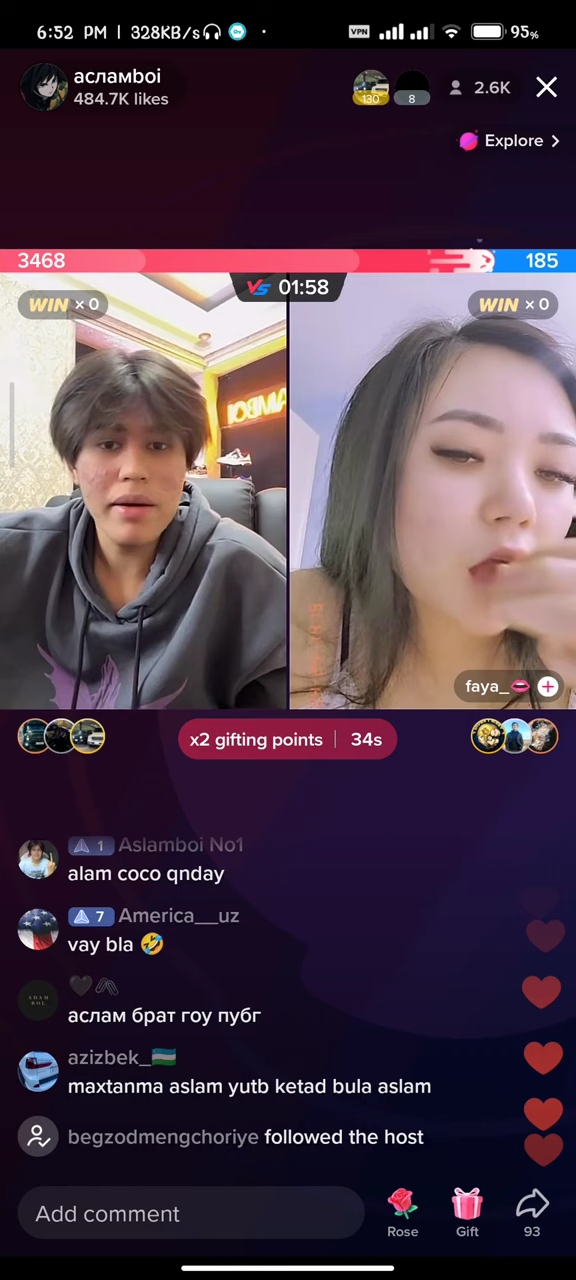 6:52 PM | 328KB/s
VPN
95%
асламboi
484.7K likes
130
8
2.6K
Explore >
3468
185
VS 01:58
WIN × 0
WIN × 0
faya_👄
x2 gifting points | 34s
1 Aslamboi No1
alam coco qnday
7 America__uz
vay bla 🤣
🖤🖇
аслам брат гоу пубг
azizbek_🇺🇿
maxtanma aslam yutb ketad bula aslam
begzodmengchoriye followed the host
Add comment
Rose
Gift
93